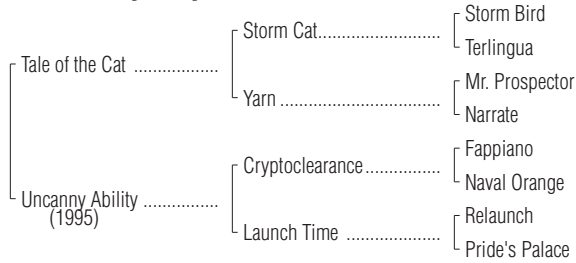 Storm Bird
Storm Cat
Terlingua
Tale of the Cat
Mr. Prospector
Yarn
Narrate
Fappiano
Cryptoclearance
Naval Orange
Uncanny Ability
(1995)
Relaunch
Launch Time
Pride's Palace